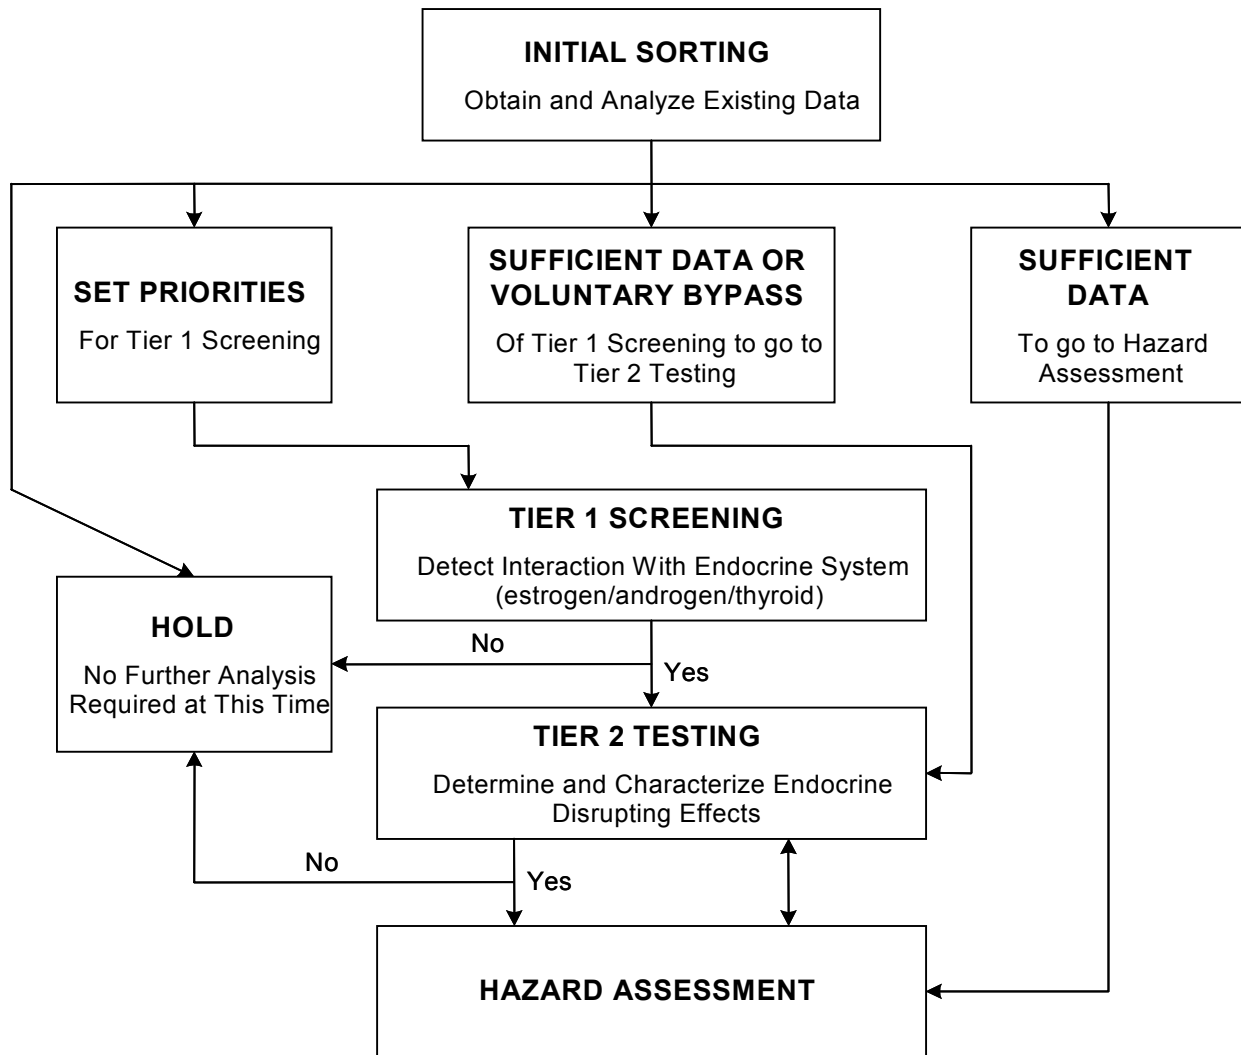 INITIAL SORTING
Obtain and Analyze Existing Data
SET PRIORITIES
For Tier 1 Screening
SUFFICIENT DATA OR
VOLUNTARY BYPASS
Of Tier 1 Screening to go to
Tier 2 Testing
SUFFICIENT
DATA
To go to Hazard
Assessment
TIER 1 SCREENING
Detect Interaction With Endocrine System
(estrogen/androgen/thyroid)
HOLD
No Further Analysis
Required at This Time
No
Yes
TIER 2 TESTING
Determine and Characterize Endocrine
Disrupting Effects
No
Yes
HAZARD ASSESSMENT